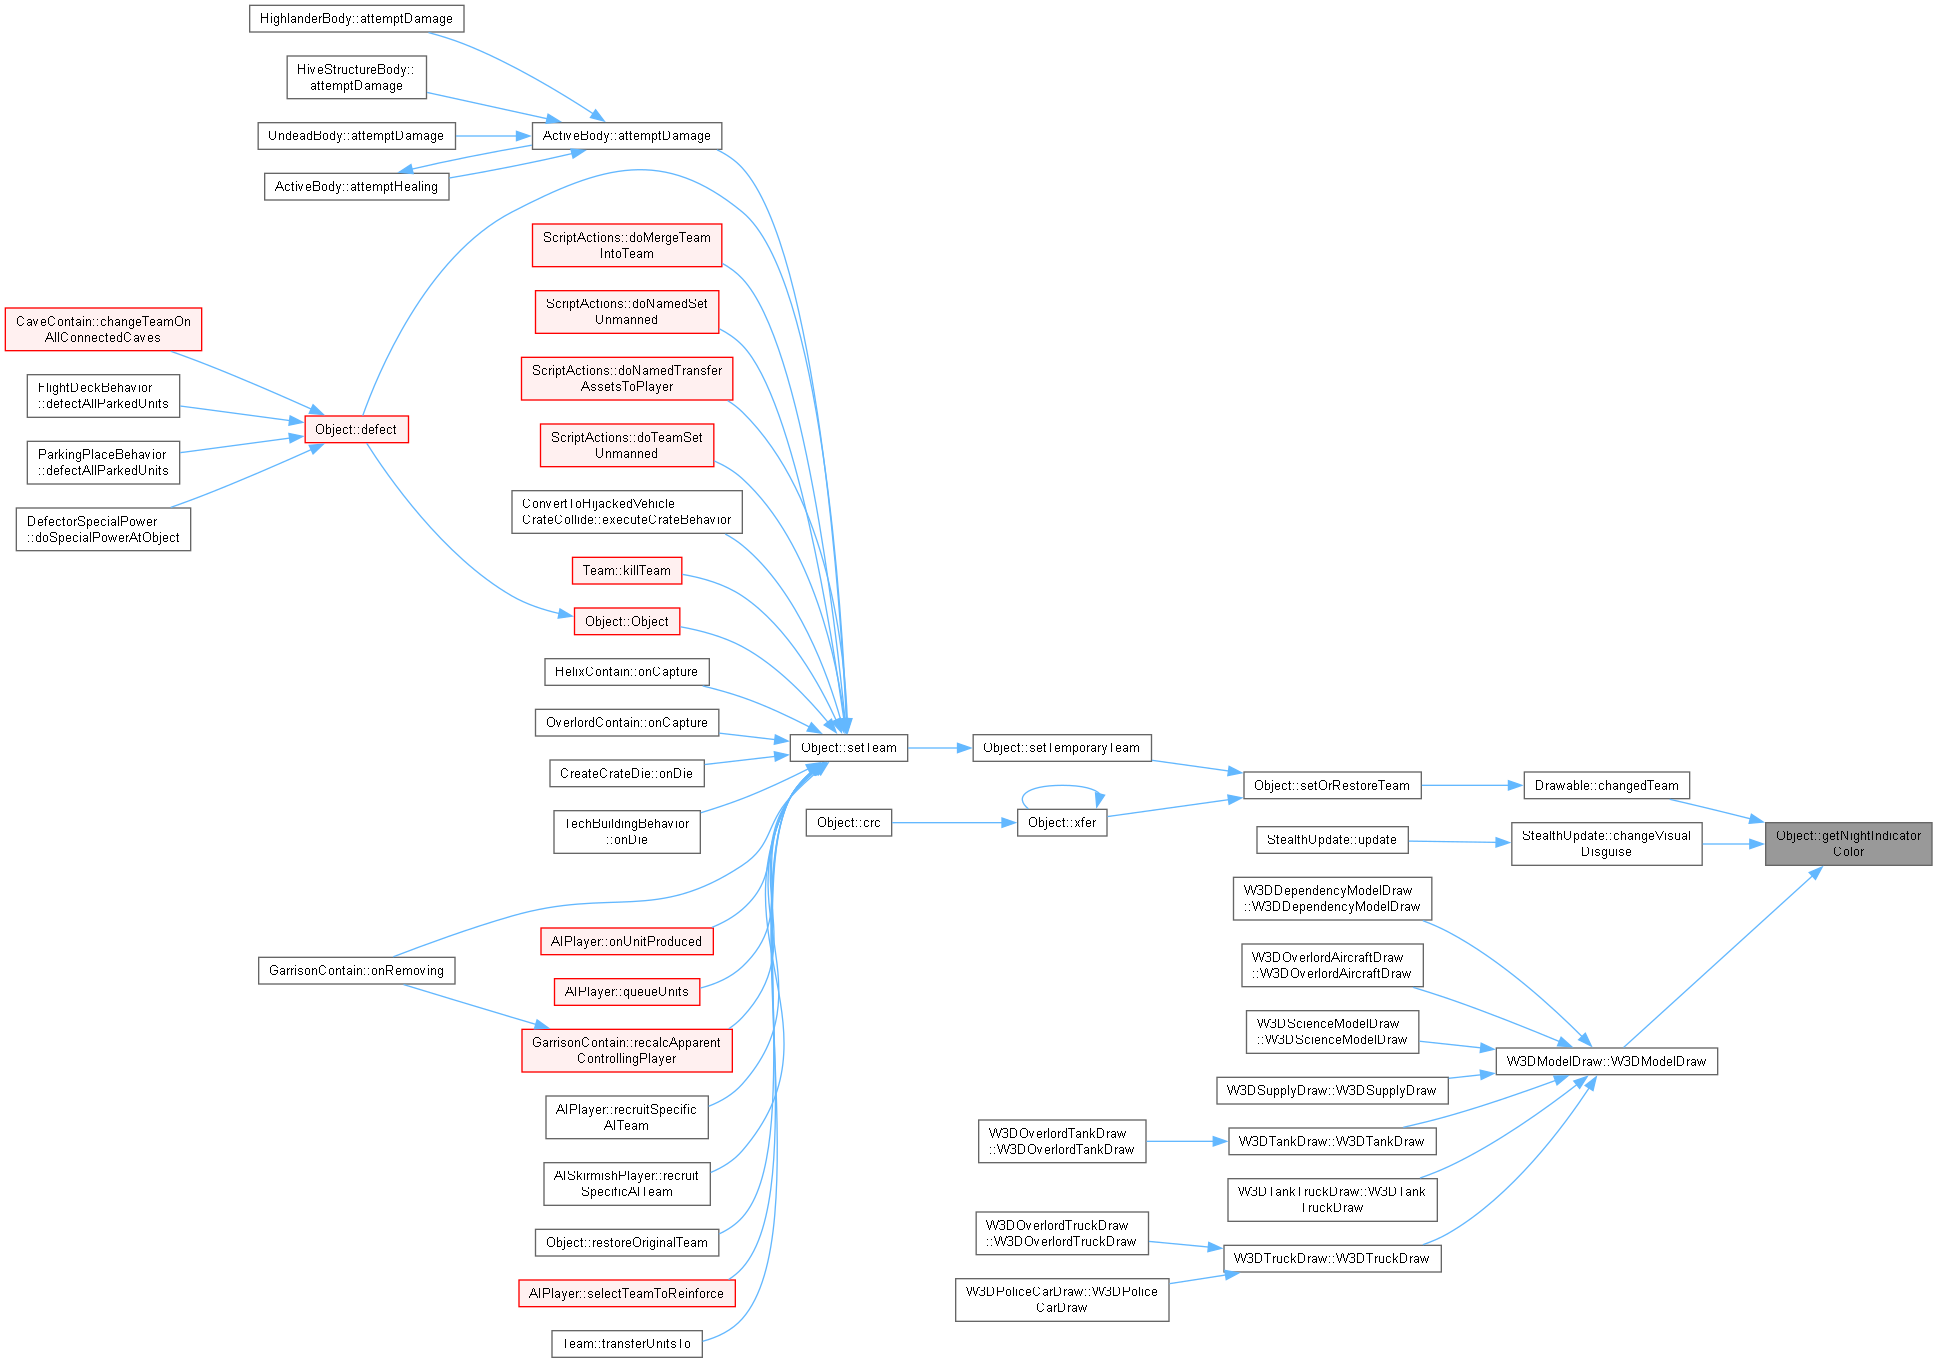 HighlanderBody::attemptDamage
HiveStructureBody::
attemptDamage
UndeadBody::attemptDamage
ActiveBody::attemptHealing
ActiveBody::attemptDamage
ScriptActions::doMergeTeam
IntoTeam
ScriptActions::doNamedSet
Unmanned
ScriptActions::doNamedTransfer
AssetsToPlayer
ScriptActions::doTeamSet
Unmanned
ConvertToHijackedVehicle
CrateCollide::executeCrateBehavior
Team::killTeam
Object::Object
HelixContain::onCapture
OverlordContain::onCapture
CreateCrateDie::onDie
TechBuildingBehavior
::onDie
CaveContain::changeTeamOn
AllConnectedCaves
FlightDeckBehavior
::defectAllParkedUnits
ParkingPlaceBehavior
::defectAllParkedUnits
DefectorSpecialPower
::doSpecialPowerAtObject
Object::defect
GarrisonContain::onRemoving
AIPlayer::onUnitProduced
AIPlayer::queueUnits
GarrisonContain::recalcApparent
ControllingPlayer
AIPlayer::recruitSpecific
AITeam
AISkirmishPlayer::recruit
SpecificAITeam
Object::restoreOriginalTeam
AIPlayer::selectTeamToReinforce
Team::transferUnitsTo
Object::setTeam
Object::setTemporaryTeam
Object::crc
Object::xfer
Object::setOrRestoreTeam
Drawable::changedTeam
StealthUpdate::update
StealthUpdate::changeVisual
Disguise
Object::getNightIndicator
Color
W3DDependencyModelDraw
::W3DDependencyModelDraw
W3DOverlordAircraftDraw
::W3DOverlordAircraftDraw
W3DScienceModelDraw
::W3DScienceModelDraw
W3DSupplyDraw::W3DSupplyDraw
W3DModelDraw::W3DModelDraw
W3DOverlordTankDraw
::W3DOverlordTankDraw
W3DTankDraw::W3DTankDraw
W3DTankTruckDraw::W3DTank
TruckDraw
W3DOverlordTruckDraw
::W3DOverlordTruckDraw
W3DTruckDraw::W3DTruckDraw
W3DPoliceCarDraw::W3DPolice
CarDraw